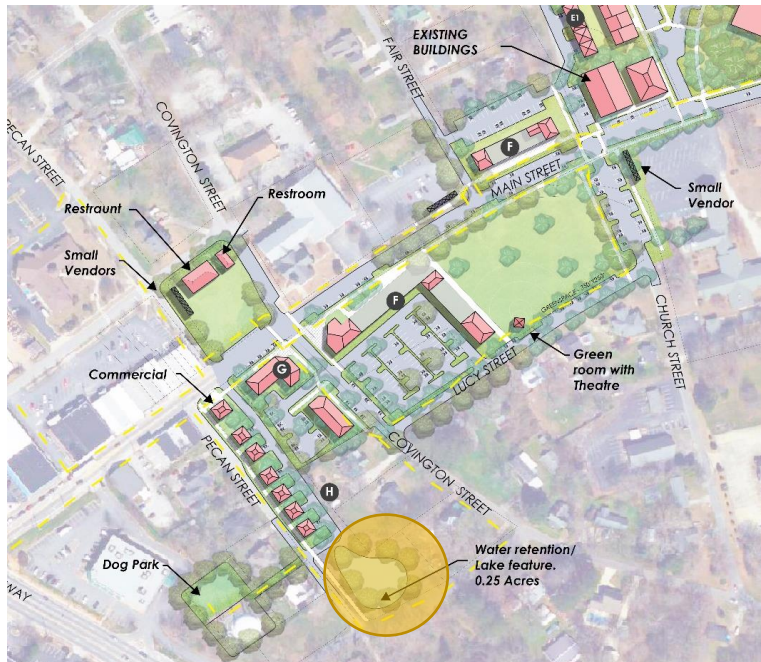 E1
EXISTING
BUILDINGS
FAIR STREET
F
MAIN STREET
Small
Vendor
PECAN STREET
COVINGTON STREET
Restraunt
Restroom
Small
Vendors
F
GREENSPACE
CHURCH STREET
Green
room with
Theatre
LUCY STREET
Commercial
G
PECAN STREET
COVINGTON STREET
H
Dog Park
Water retention/
Lake feature.
0.25 Acres
WAY